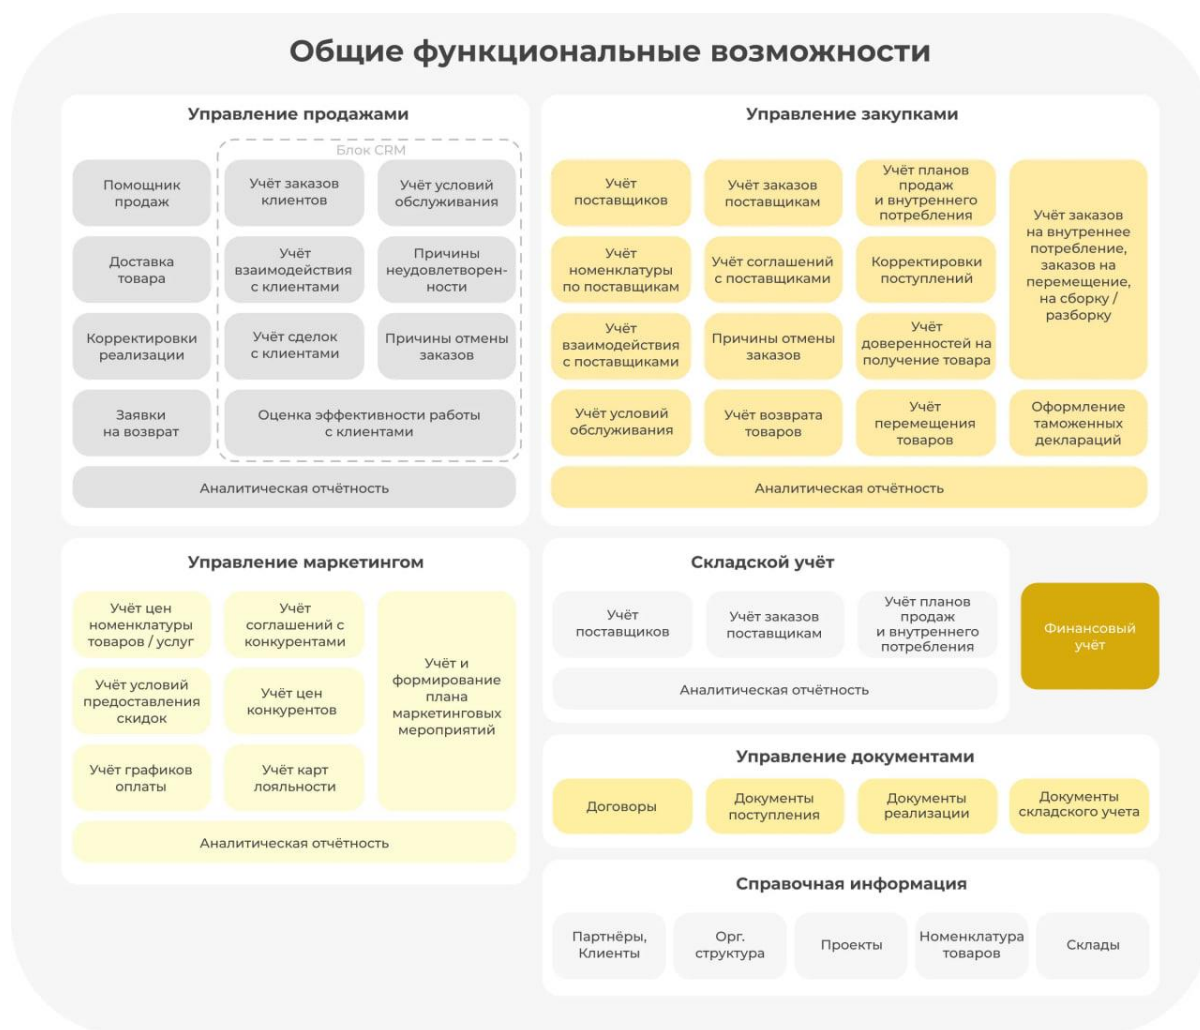 Общие функциональные возможности
Управление продажами
Блок CRM
Помощник
продаж
Учёт заказов
клиентов
Учёт условий
обслуживания
Доставка
товара
Учёт
взаимодействия
с клиентами
Причины
неудовлетворен-
ности
Корректировки
реализации
Учёт сделок
с клиентами
Причины отмены
заказов
Заявки
на возврат
Оценка эффективности работы
с клиентами
Аналитическая отчётность
Управление закупками
Учёт
поставщиков
Учёт заказов
поставщикам
Учёт планов
продаж
и внутреннего
потребления
Учёт заказов
на внутреннее
потребление,
заказов на
перемещение,
на сборку /
разборку
Учёт
номенклатуры
по поставщикам
Учёт соглашений
с поставщиками
Корректировки
поступлений
Учёт
взаимодействия
с поставщиками
Причины отмены
заказов
Учёт
доверенностей на
получение товара
Учёт условий
обслуживания
Учёт возврата
товаров
Учёт
перемещения
товаров
Оформление
таможенных
деклараций
Аналитическая отчётность
Управление маркетингом
Учёт цен
номенклатуры
товаров / услуг
Учёт
соглашений с
конкурентами
Учёт и
формирование
плана
маркетинговых
мероприятий
Учёт условий
предоставления
скидок
Учёт цен
конкурентов
Учёт графиков
оплаты
Учёт карт
лояльности
Аналитическая отчётность
Складской учёт
Учёт
поставщиков
Учёт заказов
поставщикам
Учёт планов
продаж
и внутреннего
потребления
Аналитическая отчётность
Финансовый
учёт
Управление документами
Договоры
Документы
поступления
Документы
реализации
Документы
складского учета
Справочная информация
Партнёры,
Клиенты
Орг.
структура
Проекты
Номенклатура
товаров
Склады